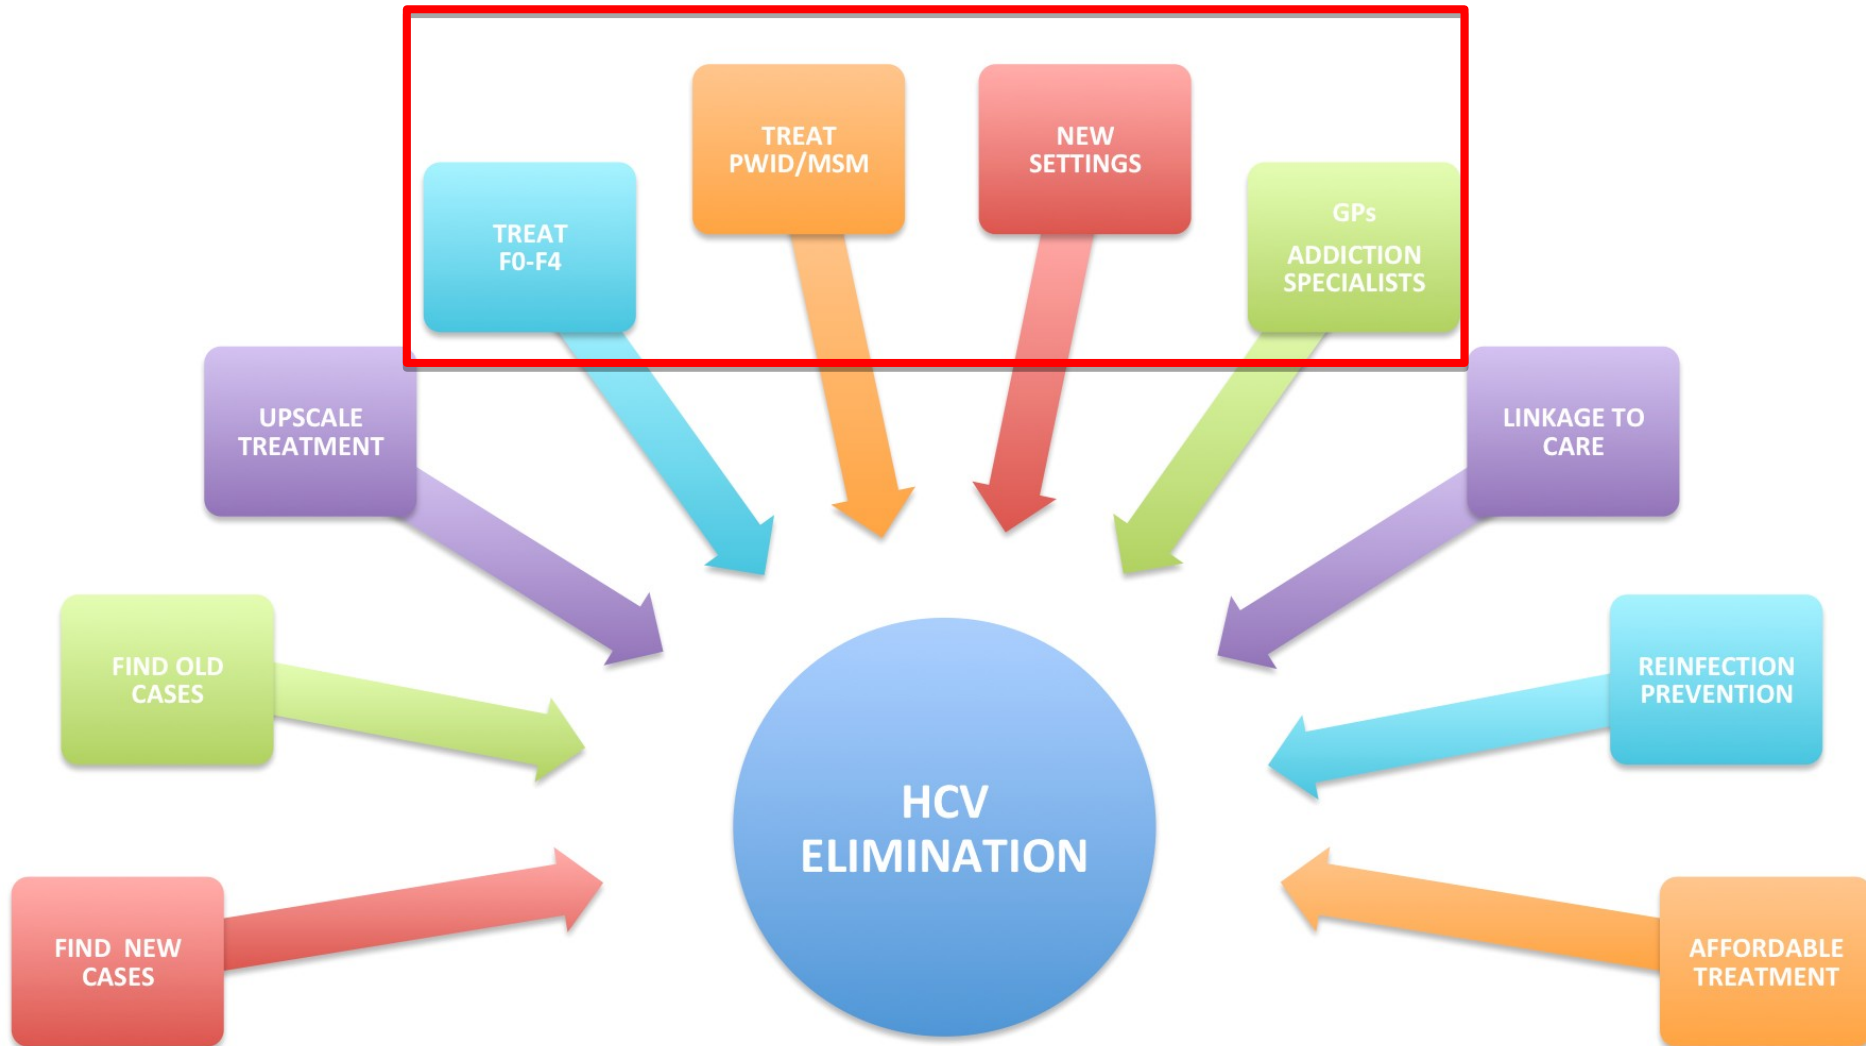 TREAT
PWID/MSM
NEW
SETTINGS
TREAT
F0-F4
GPs
ADDICTION
SPECIALISTS
UPSCALE
TREATMENT
LINKAGE TO
CARE
FIND OLD
CASES
REINFECTION
PREVENTION
HCV
ELIMINATION
FIND NEW
CASES
AFFORDABLE
TREATMENT